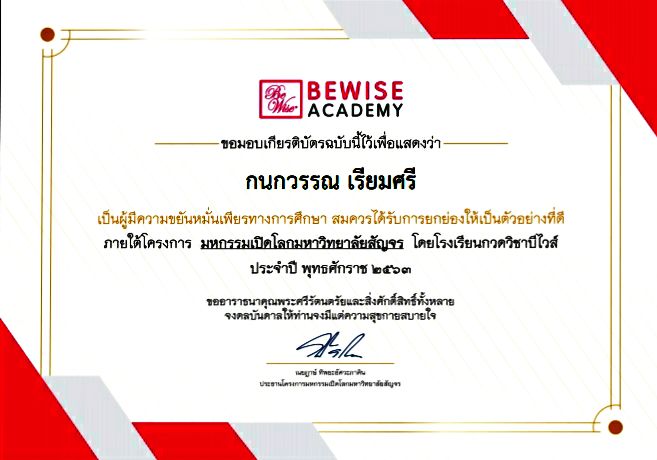 Be Wise
BEWISE
ACADEMY
ขอมอบเกียรติบัตรฉบับนี้ไว้เพื่อแสดงว่า
กนกวรรณ เรียมศรี
เป็นผู้มีความขยันหมั่นเพียรทางการศึกษา สมควรได้รับการยกย่องให้เป็นตัวอย่างที่ดี
ภายใต้โครงการ มหกรรมเปิดโลกมหาวิทยาลัยสัญจร โดยโรงเรียนกวดวิชาบีไวส์
ประจำปี พุทธศักราช ๒๕๖๓
ขออาราธนาคุณพระศรีรัตนตรัยและสิ่งศักดิ์สิทธิ์ทั้งหลาย
จงดลบันดาลให้ท่านจงมีแต่ความสุขกายสบายใจ
ประธานโครงการมหกรรมเปิดโลกมหาวิทยาลัยสัญจร